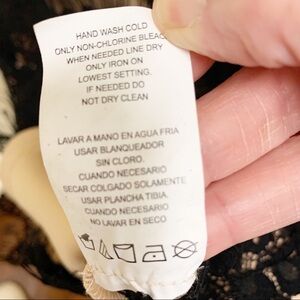 HAND WASH COLD
ONLY NON-CHLORINE BLEAC
WHEN NEEDED LINE DRY
ONLY IRON ON
LOWEST SETTING.
IF NEEDED DO
NOT DRY CLEAN
LAVAR A MANO EN AGUA FRIA
USAR BLANQUEADOR
SIN CLORO.
CUANDO NECESARIO
SECAR COLGADO SOLAMENTE
USAR PLANCHA TIBIA.
CUANDO NECESARIO
NO LAVAR EN SECO